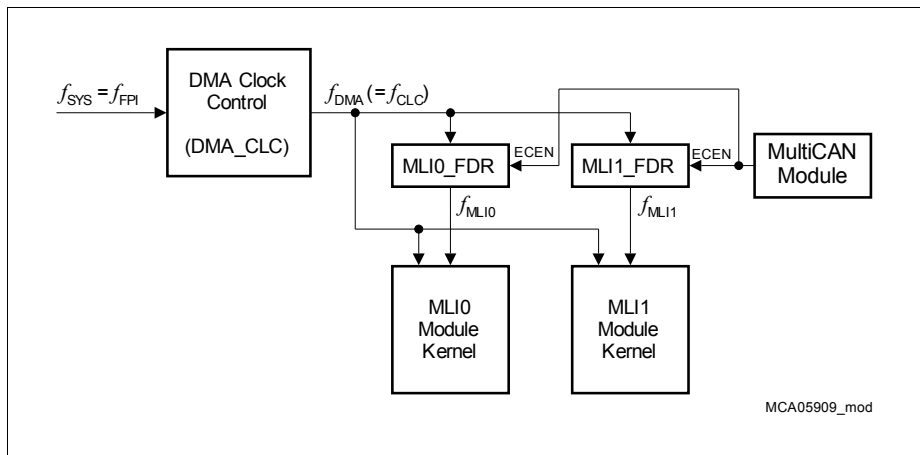 fSYS = fFPI
DMA Clock
Control
(DMA_CLC)
fDMA (= fCLC)
ECEN
ECEN
MLI0_FDR
MLI1_FDR
MultiCAN
Module
fMLI0
fMLI1
MLI0
Module
Kernel
MLI1
Module
Kernel
MCA05909_mod